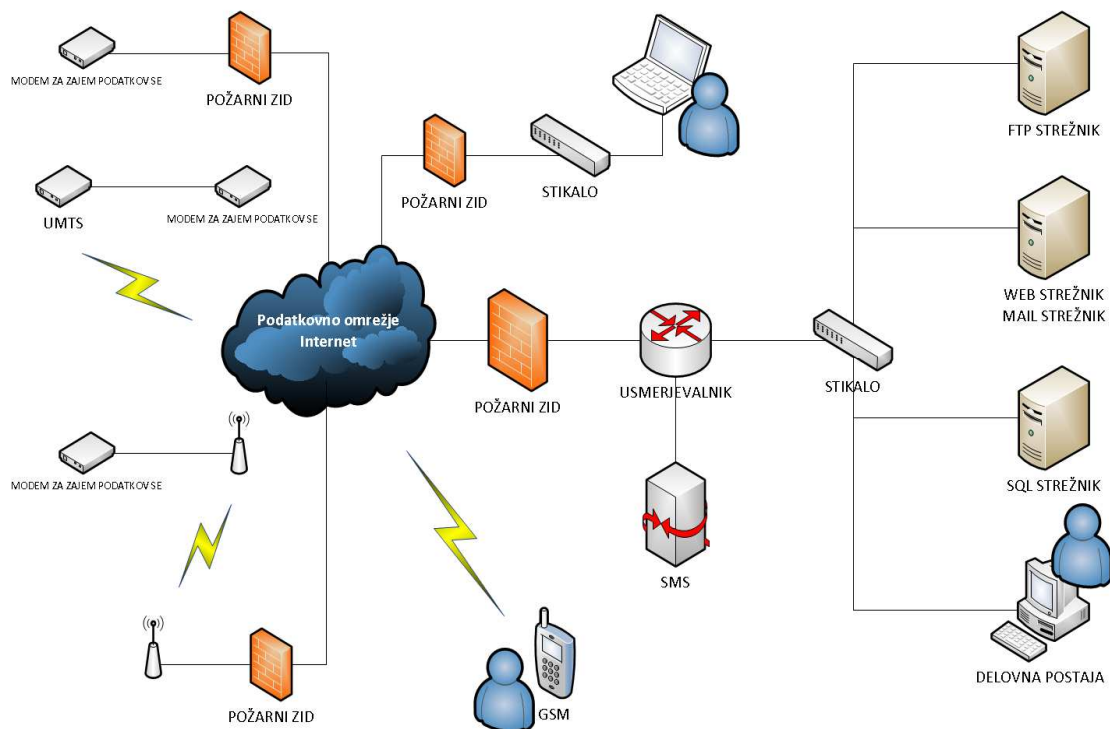 MODEM ZA ZAJEM PODATKOV SE
POŽARNI ZID
FTP STREŽNIK
POŽARNI ZID
STIKALO
UMTS
MODEM ZA ZAJEM PODATKOV SE
WEB STREŽNIK
MAIL STREŽNIK
Podatkovno omrežje
Internet
POŽARNI ZID
USMERJEVALNIK
STIKALO
MODEM ZA ZAJEM PODATKOV SE
SQL STREŽNIK
SMS
DELOVNA POSTAJA
POŽARNI ZID
GSM